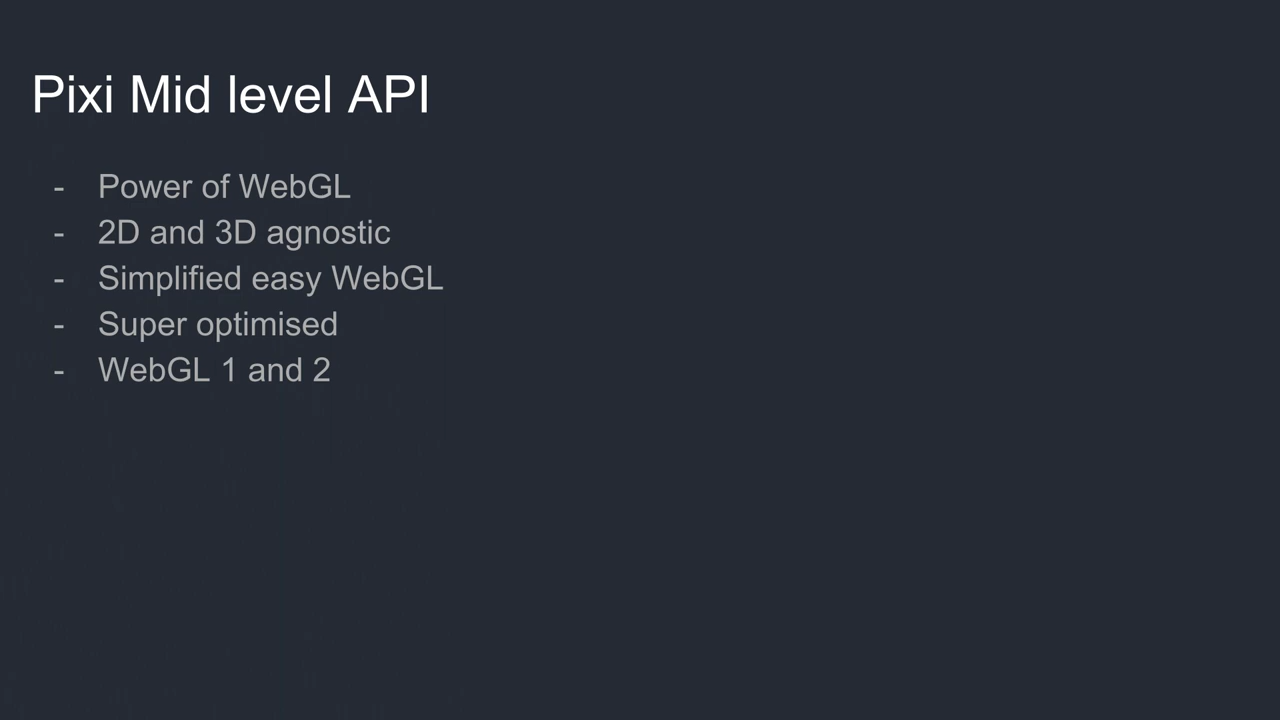 Pixi Mid level API
- Power of WebGL
- 2D and 3D agnostic
- Simplified easy WebGL
- Super optimised
- WebGL 1 and 2